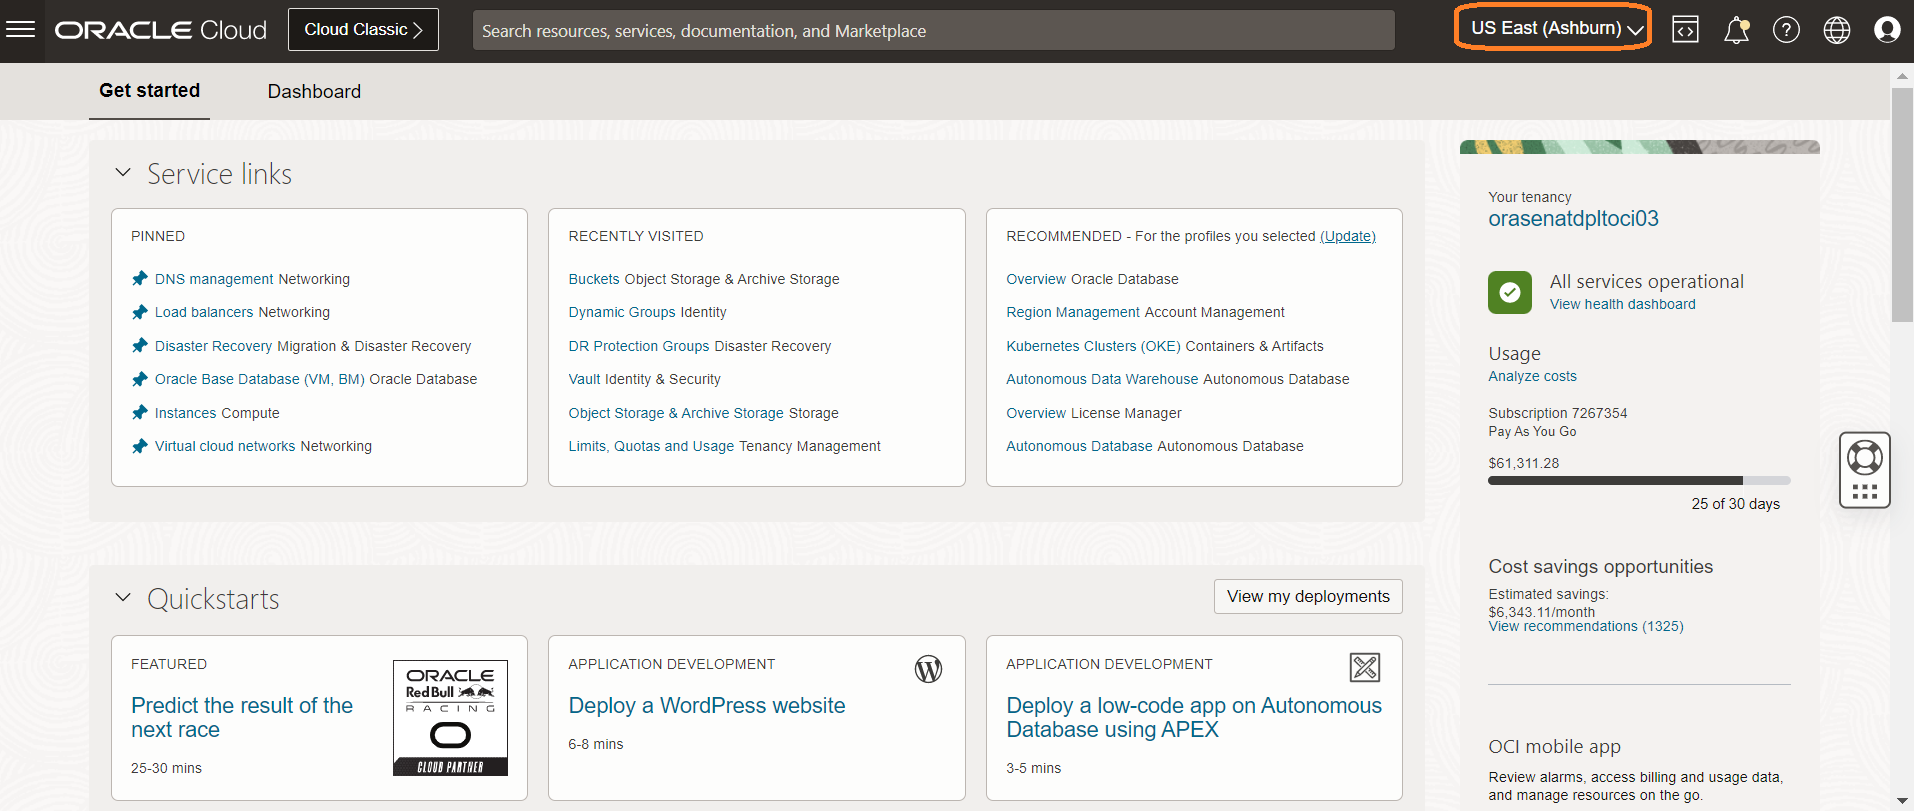 ORACLE Cloud
Cloud Classic
Search resources, services, documentation, and Marketplace
US East (Ashburn)
Get started
Dashboard
Service links
PINNED
DNS management Networking
Load balancers Networking
Disaster Recovery Migration & Disaster Recovery
Oracle Base Database (VM, BM) Oracle Database
Instances Compute
Virtual cloud networks Networking
RECENTLY VISITED
Buckets Object Storage & Archive Storage
Dynamic Groups Identity
DR Protection Groups Disaster Recovery
Vault Identity & Security
Object Storage & Archive Storage Storage
Limits, Quotas and Usage Tenancy Management
RECOMMENDED - For the profiles you selected (Update)
Overview Oracle Database
Region Management Account Management
Kubernetes Clusters (OKE) Containers & Artifacts
Autonomous Data Warehouse Autonomous Database
Overview License Manager
Autonomous Database Autonomous Database
Quickstarts
View my deployments
FEATURED
Predict the result of the
next race
25-30 mins
ORACLE
Red Bull
RACING
CLOUD PARTNER
APPLICATION DEVELOPMENT
Deploy a WordPress website
6-8 mins
APPLICATION DEVELOPMENT
Deploy a low-code app on Autonomous
Database using APEX
3-5 mins
Your tenancy
orasenatdpltoci03
All services operational
View health dashboard
Usage
Analyze costs
Subscription 7267354
Pay As You Go
$61,311.28
25 of 30 days
Cost savings opportunities
Estimated savings:
$6,343.11/month
View recommendations (1325)
OCI mobile app
Review alarms, access billing and usage data,
and manage resources on the go.